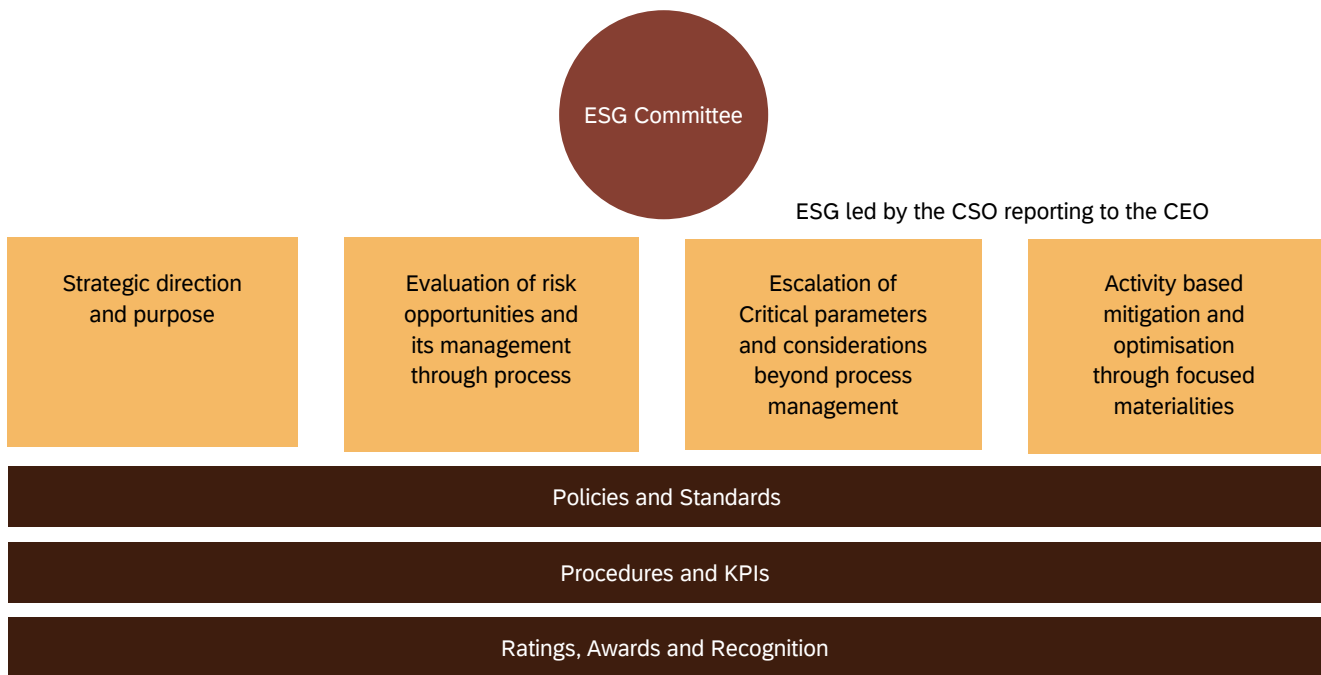 ESG Committee
ESG led by the CSO reporting to the CEO
Strategic direction
and purpose
Evaluation of risk
opportunities and
its management
through process
Escalation of
Critical parameters
and considerations
beyond process
management
Activity based
mitigation and
optimisation
through focused
materialities
Policies and Standards
Procedures and KPIs
Ratings, Awards and Recognition